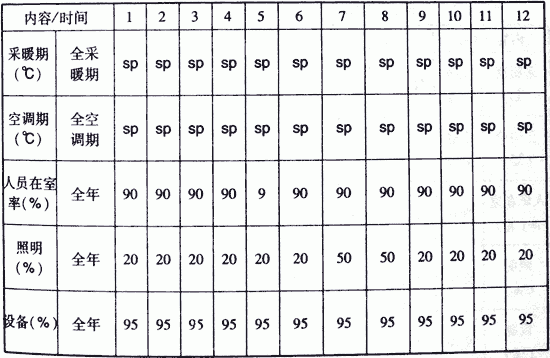 内容/时间 1 2 3 4 5 6 7 8 9 10 11 12
采暖期(℃) 全采暖期 sp sp sp sp sp sp sp sp sp sp sp sp
空调期(℃) 全空调期 sp sp sp sp sp sp sp sp sp sp sp sp
人员在室率(%) 全年 90 90 90 90 9 90 90 90 90 90 90 90
照明(%) 全年 20 20 20 20 20 20 50 50 20 20 20 20
设备(%) 全年 95 95 95 95 95 95 95 95 95 95 95 95